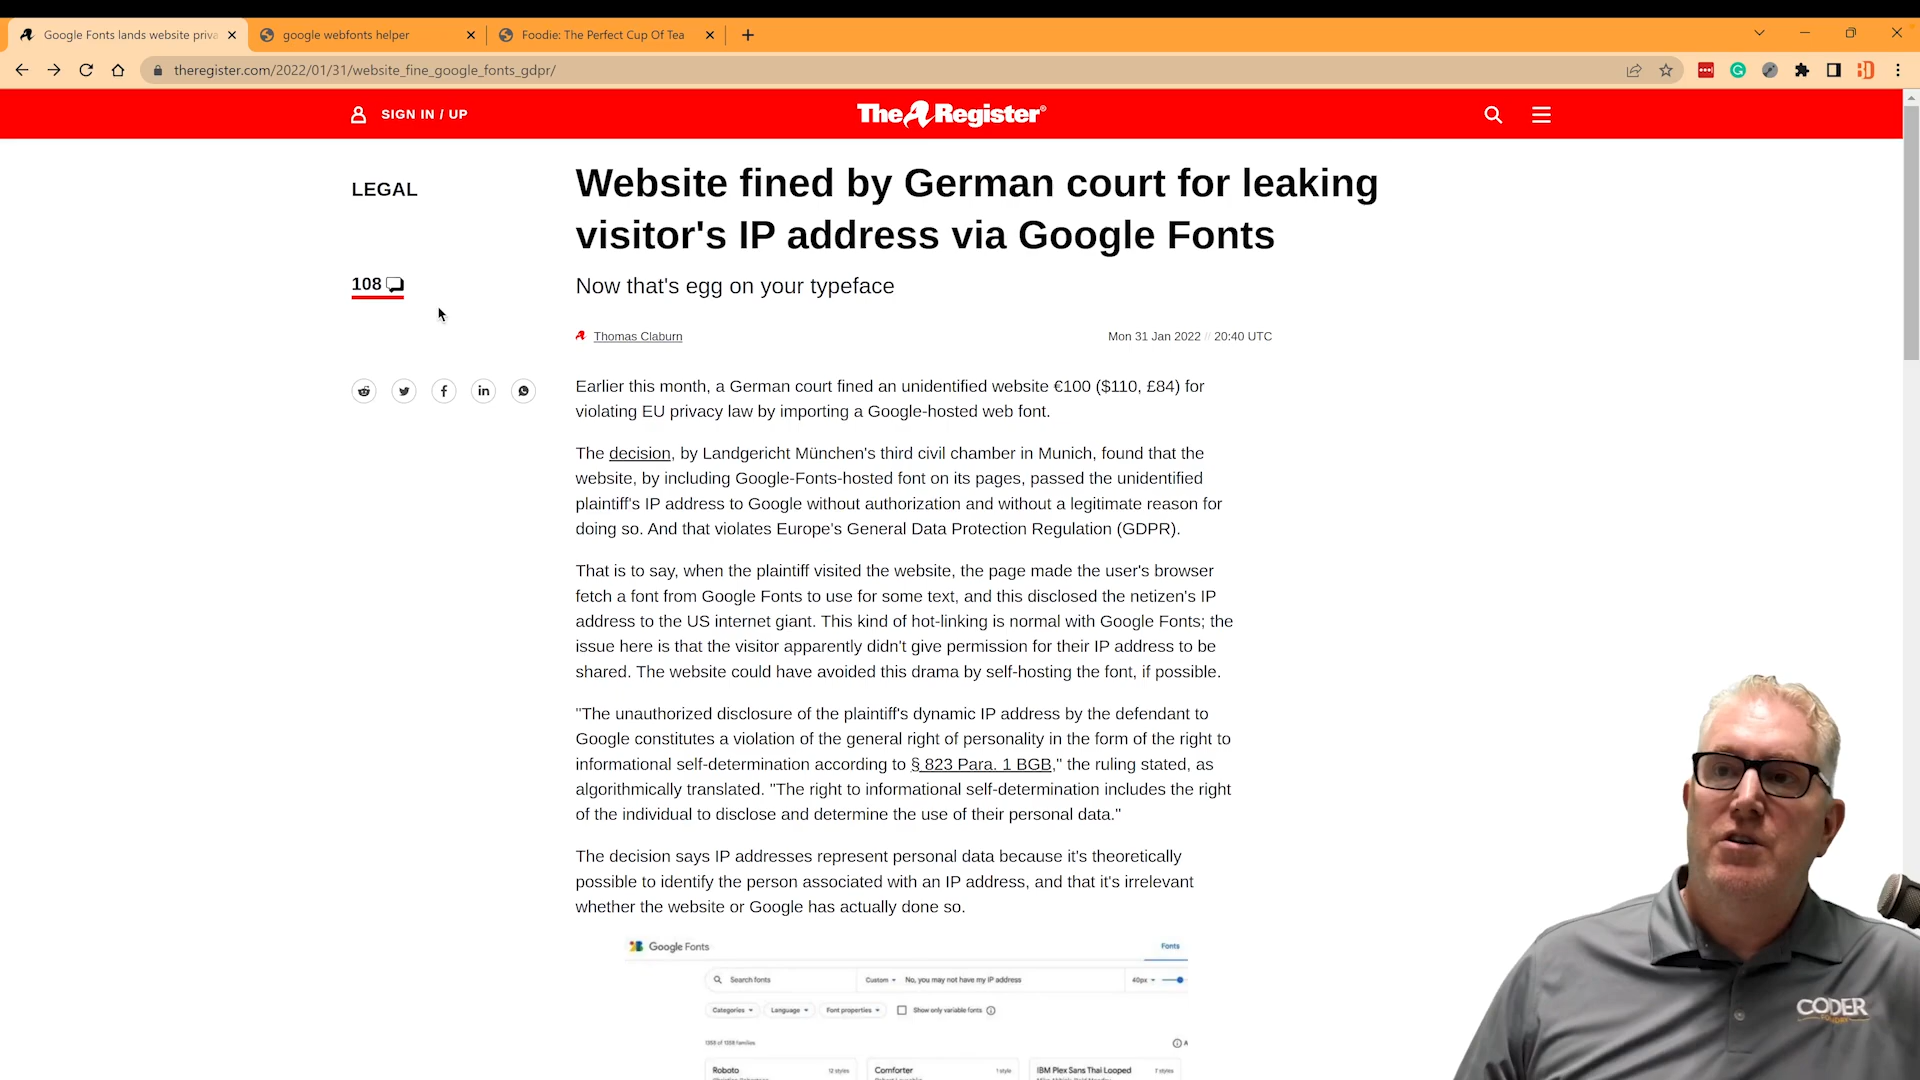 Google Fonts lands website priva
google webfonts helper
Foodie: The Perfect Cup Of Tea
theregister.com/2022/01/31/website_fine_google_fonts_gdpr/
SIGN IN / UP
The Register®
LEGAL
Website fined by German court for leaking
visitor's IP address via Google Fonts
108
Now that's egg on your typeface
Thomas Claburn
Mon 31 Jan 2022 // 20:40 UTC
Earlier this month, a German court fined an unidentified website €100 ($110, £84) for
violating EU privacy law by importing a Google-hosted web font.
The decision, by Landgericht München's third civil chamber in Munich, found that the
website, by including Google-Fonts-hosted font on its pages, passed the unidentified
plaintiff's IP address to Google without authorization and without a legitimate reason for
doing so. And that violates Europe's General Data Protection Regulation (GDPR).
That is to say, when the plaintiff visited the website, the page made the user's browser
fetch a font from Google Fonts to use for some text, and this disclosed the netizen's IP
address to the US internet giant. This kind of hot-linking is normal with Google Fonts; the
issue here is that the visitor apparently didn't give permission for their IP address to be
shared. The website could have avoided this drama by self-hosting the font, if possible.
"The unauthorized disclosure of the plaintiff's dynamic IP address by the defendant to
Google constitutes a violation of the general right of personality in the form of the right to
informational self-determination according to § 823 Para. 1 BGB," the ruling stated, as
algorithmically translated. "The right to informational self-determination includes the right
of the individual to disclose and determine the use of their personal data."
The decision says IP addresses represent personal data because it's theoretically
possible to identify the person associated with an IP address, and that it's irrelevant
whether the website or Google has actually done so.
Google Fonts
Fonts
Search fonts
Custom
No, you may not have my IP address
40px
Categories
Language
Font properties
Show only variable fonts
1358 of 1358 families
Roboto
12 styles
Comforter
1 style
IBM Plex Sans Thai Looped
7 styles
CODER
FOUNDRY